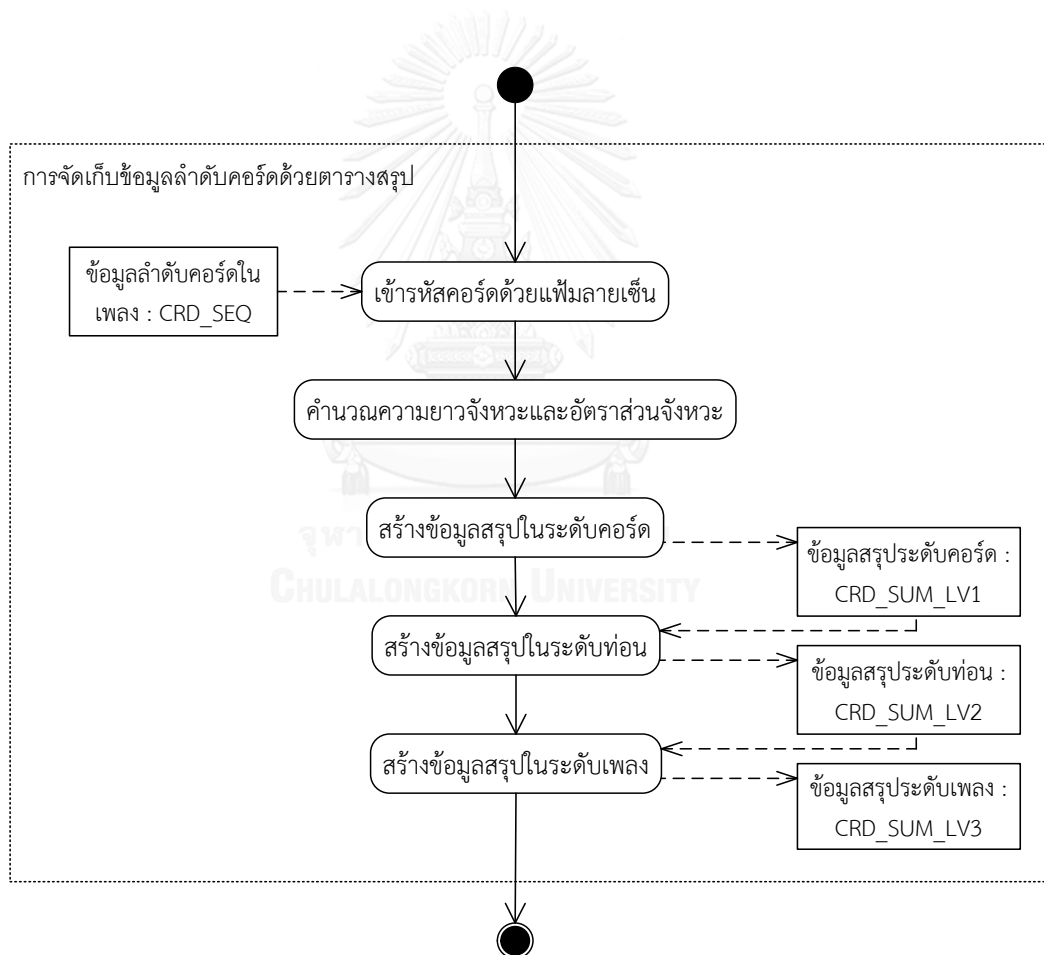 การจัดเก็บข้อมูลลำดับคอร์ดด้วยตารางสรุป
ข้อมูลลำดับคอร์ดใน
เพลง : CRD_SEQ
เข้ารหัสคอร์ดด้วยแฟ้มลายเซ็น
คำนวณความยาวจังหวะและอัตราส่วนจังหวะ
สร้างข้อมูลสรุปในระดับคอร์ด
ข้อมูลสรุประดับคอร์ด :
CRD_SUM_LV1
CHULALONGKORN UNIVERSITY
สร้างข้อมูลสรุปในระดับท่อน
ข้อมูลสรุประดับท่อน :
CRD_SUM_LV2
สร้างข้อมูลสรุปในระดับเพลง
ข้อมูลสรุประดับเพลง :
CRD_SUM_LV3